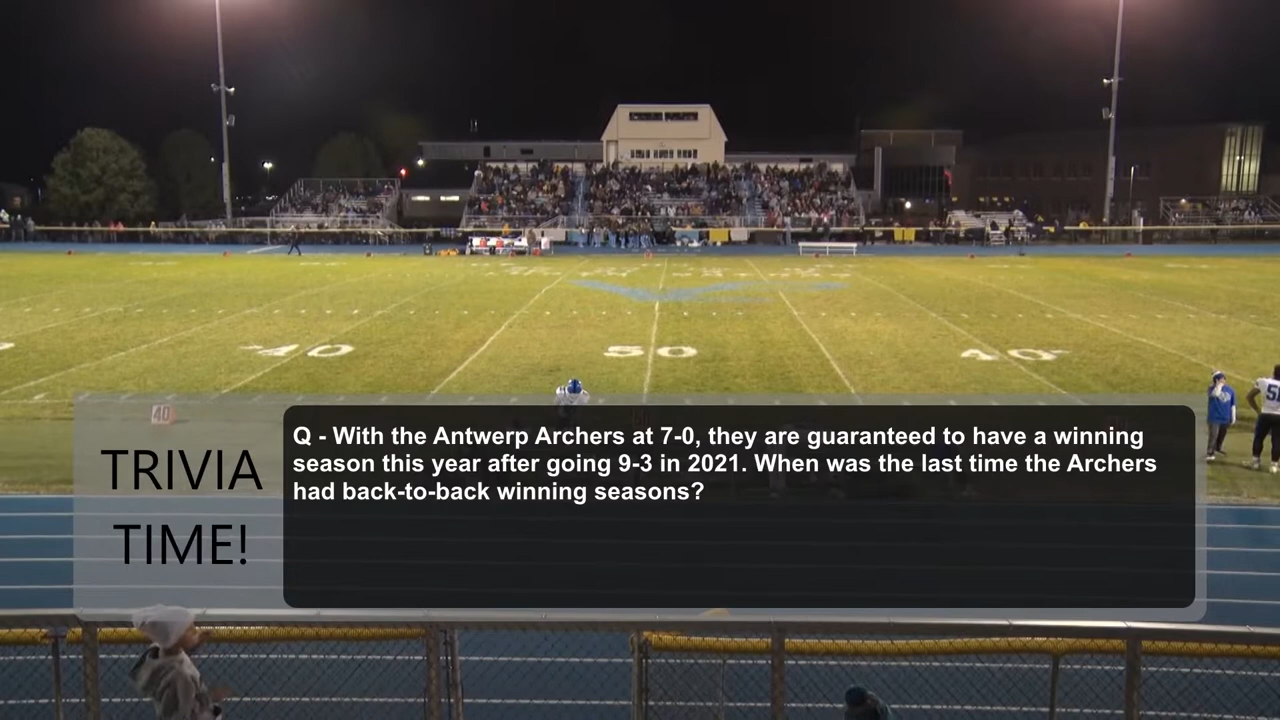 40 50 40
40
TRIVIA
TIME!
Q - With the Antwerp Archers at 7-0, they are guaranteed to have a winning
season this year after going 9-3 in 2021. When was the last time the Archers
had back-to-back winning seasons?